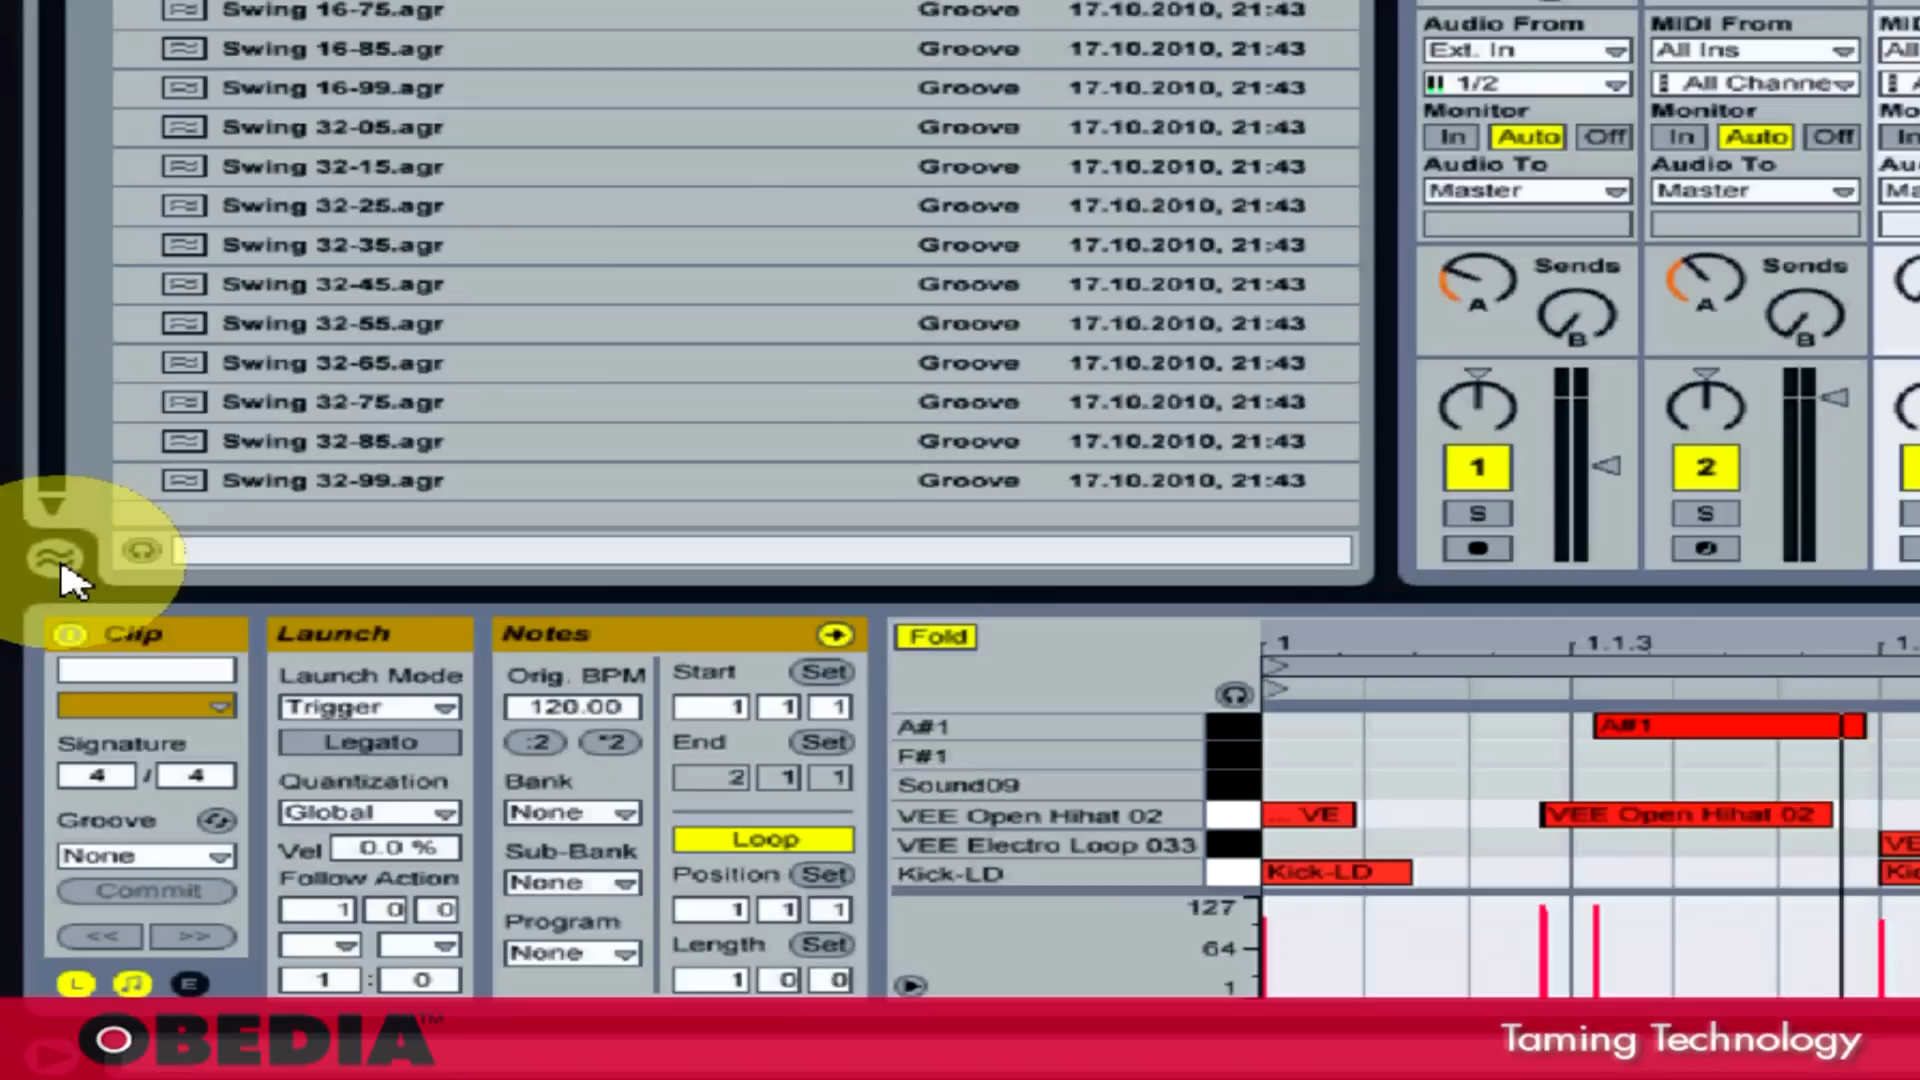 Swing 16-75.agr Groove 17.10.2010, 21:43
Swing 16-85.agr Groove 17.10.2010, 21:43
Swing 16-99.agr Groove 17.10.2010, 21:43
Swing 32-05.agr Groove 17.10.2010, 21:43
Swing 32-15.agr Groove 17.10.2010, 21:43
Swing 32-25.agr Groove 17.10.2010, 21:43
Swing 32-35.agr Groove 17.10.2010, 21:43
Swing 32-45.agr Groove 17.10.2010, 21:43
Swing 32-55.agr Groove 17.10.2010, 21:43
Swing 32-65.agr Groove 17.10.2010, 21:43
Swing 32-75.agr Groove 17.10.2010, 21:43
Swing 32-85.agr Groove 17.10.2010, 21:43
Swing 32-99.agr Groove 17.10.2010, 21:43
Audio From MIDI From
Ext. In All Ins
1/2 All Channe
Monitor Monitor
In Auto Off In Auto Off
Audio To Audio To
Master Master
Sends Sends
A A
B B
1 2
S S
Clip
Signature
4 / 4
Groove
None
Commit
<< >>
L E
Launch
Launch Mode
Trigger
Legato
Quantization
Global
Vel 0.0 %
Follow Action
1 0 0
1 : 0
Notes
Orig. BPM
120.00
:2 *2
Bank
None
Sub-Bank
None
Program
None
Start Set
1 1 1
End Set
2 1 1
Loop
Position Set
1 1 1
Length Set
1 0 0
Fold
1 1.1.3 1.
A#1 A#1
F#1
Sound09
VEE Open Hihat 02 ... VE VEE Open Hihat 02
VEE Electro Loop 033 VE
Kick-LD Kick-LD
127
64
1
OBEDIA™
Taming Technology